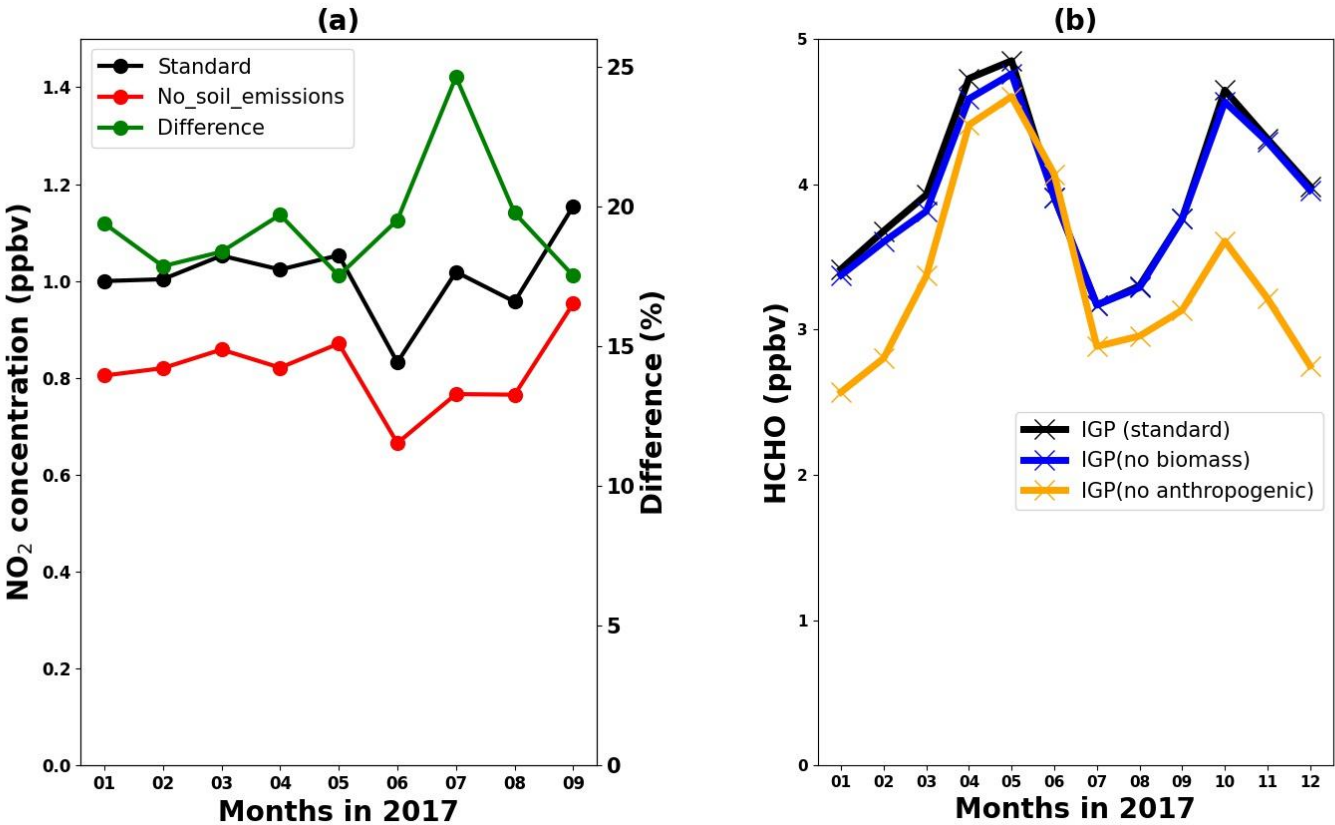 (a)
NO₂ concentration (ppbv)
1.4
1.2
1.0
0.8
0.6
0.4
0.2
0.0
Standard
No_soil_emissions
Difference
25
20
15
10
5
0
Difference (%)
01 02 03 04 05 06 07 08 09
Months in 2017
(b)
HCHO (ppbv)
5
4
3
2
1
0
IGP (standard)
IGP(no biomass)
IGP(no anthropogenic)
01 02 03 04 05 06 07 08 09 10 11 12
Months in 2017